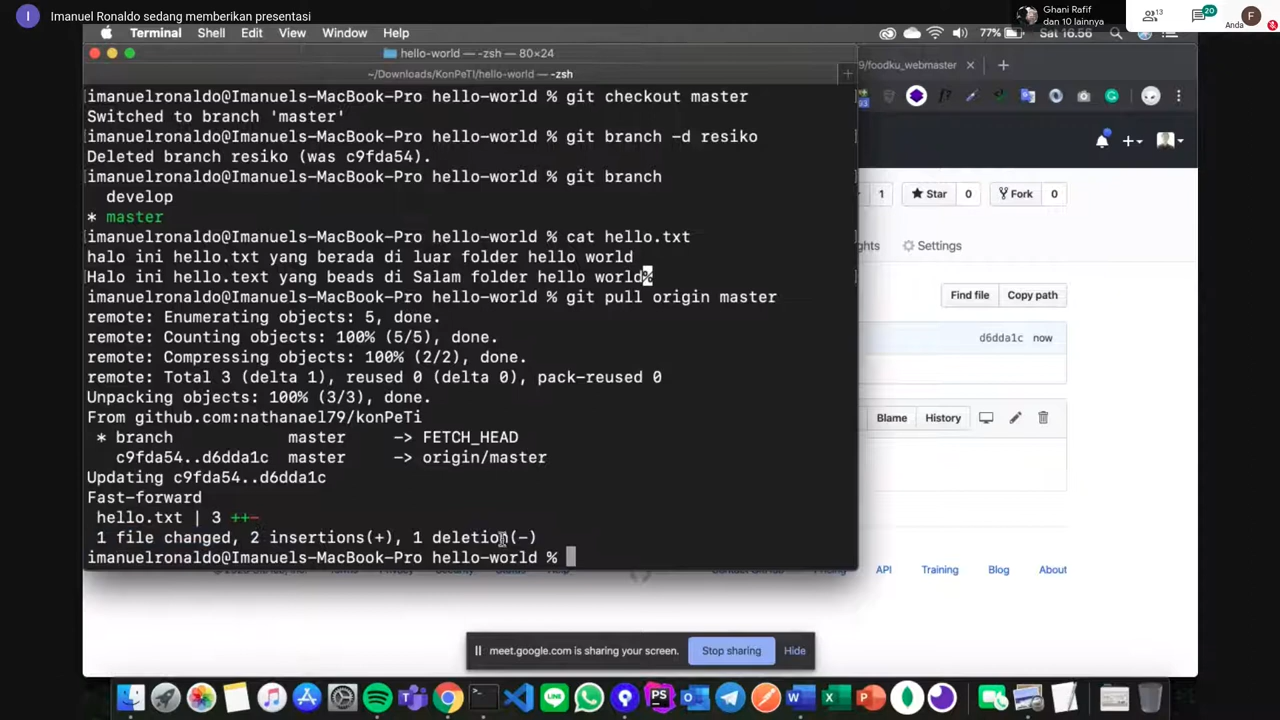 I Imanuel Ronaldo sedang memberikan presentasi
Ghani Rafif
dan 10 lainnya
13
20
F
Anda
Terminal Shell Edit View Window Help
77% Sat 16.56
hello-world — -zsh — 80×24
~/Downloads/KonPeTI/hello-world — -zsh
9/foodku_webmaster
imanuelronaldo@Imanuels-MacBook-Pro hello-world % git checkout master
Switched to branch 'master'
imanuelronaldo@Imanuels-MacBook-Pro hello-world % git branch -d resiko
Deleted branch resiko (was c9fda54).
imanuelronaldo@Imanuels-MacBook-Pro hello-world % git branch
develop
* master
imanuelronaldo@Imanuels-MacBook-Pro hello-world % cat hello.txt
halo ini hello.txt yang berada di luar folder hello world
Halo ini hello.text yang beads di Salam folder hello world%
imanuelronaldo@Imanuels-MacBook-Pro hello-world % git pull origin master
remote: Enumerating objects: 5, done.
remote: Counting objects: 100% (5/5), done.
remote: Compressing objects: 100% (2/2), done.
remote: Total 3 (delta 1), reused 0 (delta 0), pack-reused 0
Unpacking objects: 100% (3/3), done.
From github.com:nathanael79/konPeTi
* branch master -> FETCH_HEAD
c9fda54..d6dda1c master -> origin/master
Updating c9fda54..d6dda1c
Fast-forward
hello.txt | 3 ++-
1 file changed, 2 insertions(+), 1 deletion(-)
imanuelronaldo@Imanuels-MacBook-Pro hello-world %
1 Star 0 Fork 0
ghts Settings
Find file Copy path
d6dda1c now
Blame History
API Training Blog About
meet.google.com is sharing your screen. Stop sharing Hide